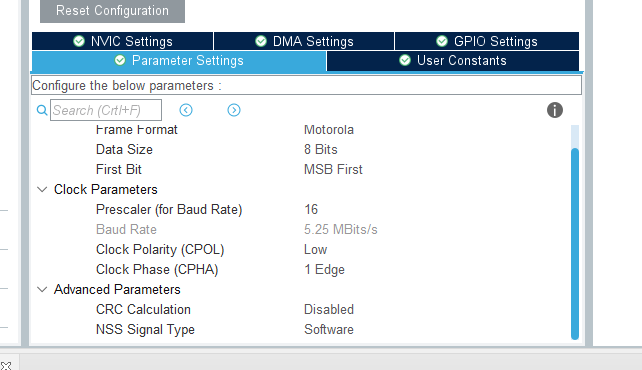 Reset Configuration
NVIC Settings DMA Settings GPIO Settings
Parameter Settings User Constants
Configure the below parameters :
Search (Crtl+F)
Frame Format Motorola
Data Size 8 Bits
First Bit MSB First
Clock Parameters
Prescaler (for Baud Rate) 16
Baud Rate 5.25 MBits/s
Clock Polarity (CPOL) Low
Clock Phase (CPHA) 1 Edge
Advanced Parameters
CRC Calculation Disabled
NSS Signal Type Software